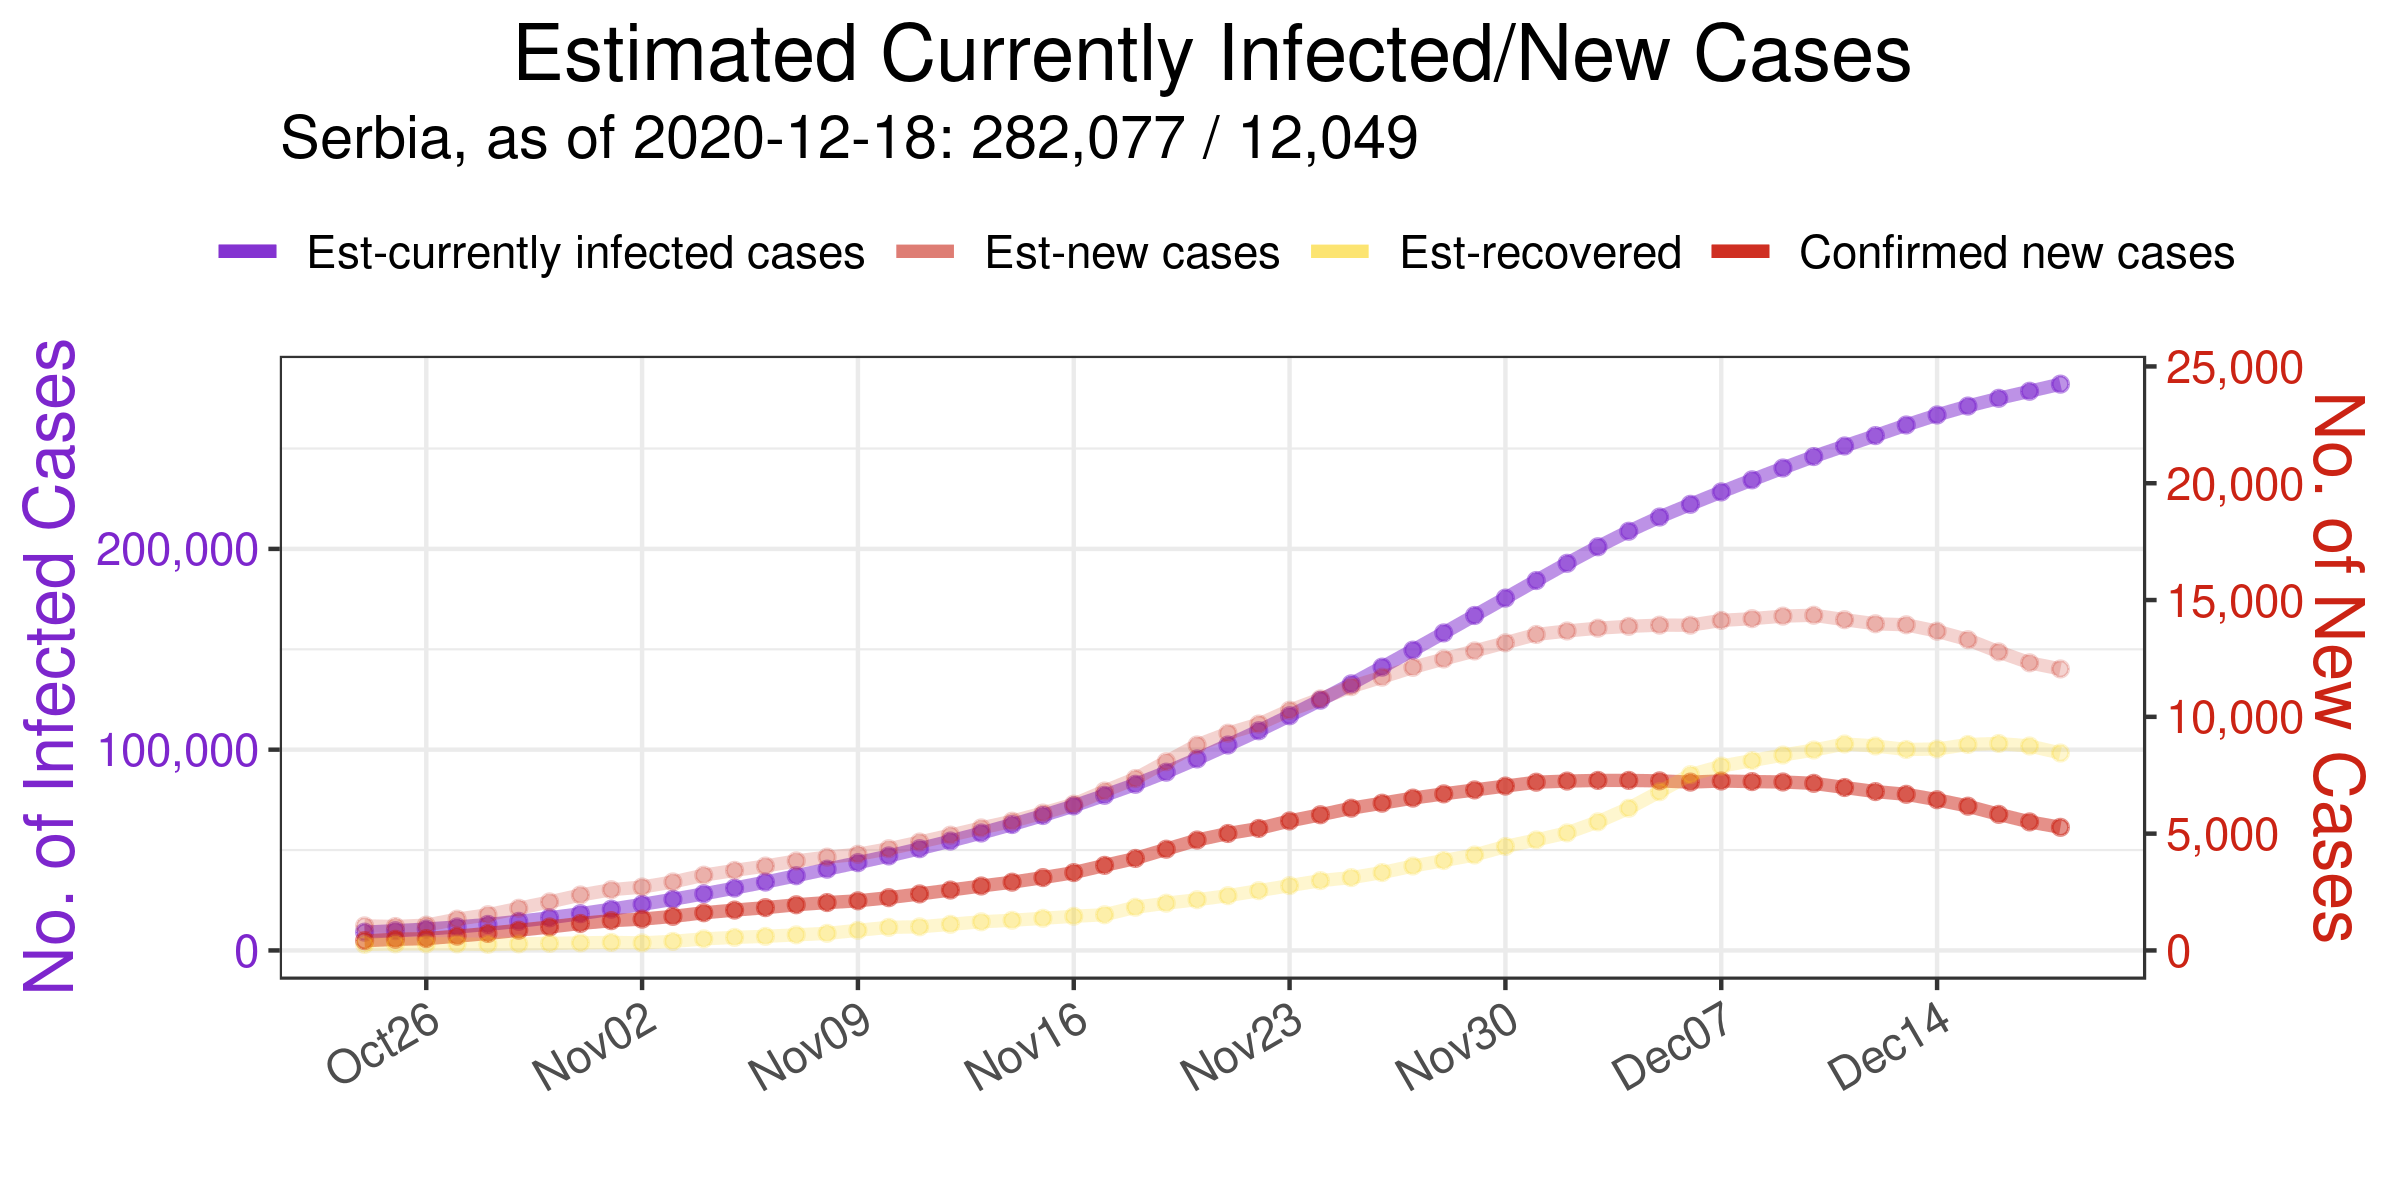 Estimated Currently Infected/New Cases
Serbia, as of 2020-12-18: 282,077 / 12,049
Est-currently infected cases Est-new cases Est-recovered Confirmed new cases
No. of Infected Cases
200,000
100,000
0
25,000
20,000
15,000
10,000
5,000
0
No. of New Cases
Oct26 Nov02 Nov09 Nov16 Nov23 Nov30 Dec07 Dec14